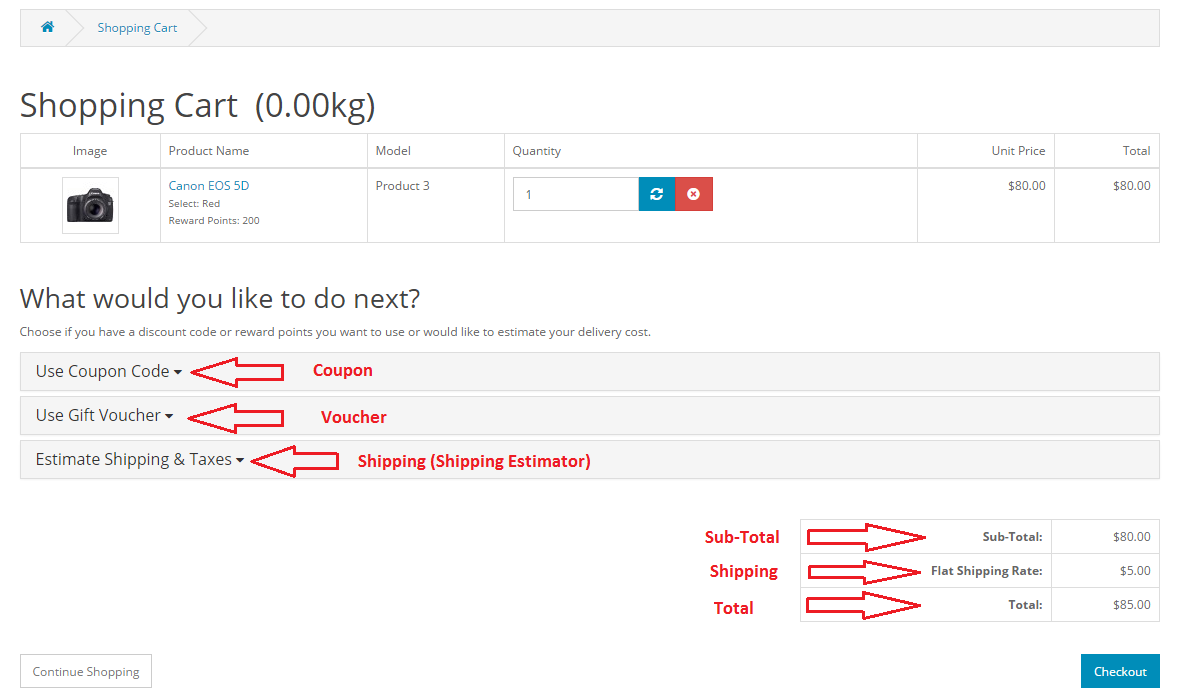 Shopping Cart
Shopping Cart (0.00kg)
Image Product Name Model Quantity Unit Price Total
Canon EOS 5D Product 3 1 $80.00 $80.00
Select: Red
Reward Points: 200
What would you like to do next?
Choose if you have a discount code or reward points you want to use or would like to estimate your delivery cost.
Use Coupon Code Coupon
Use Gift Voucher Voucher
Estimate Shipping & Taxes Shipping (Shipping Estimator)
Sub-Total Sub-Total: $80.00
Shipping Flat Shipping Rate: $5.00
Total Total: $85.00
Continue Shopping Checkout